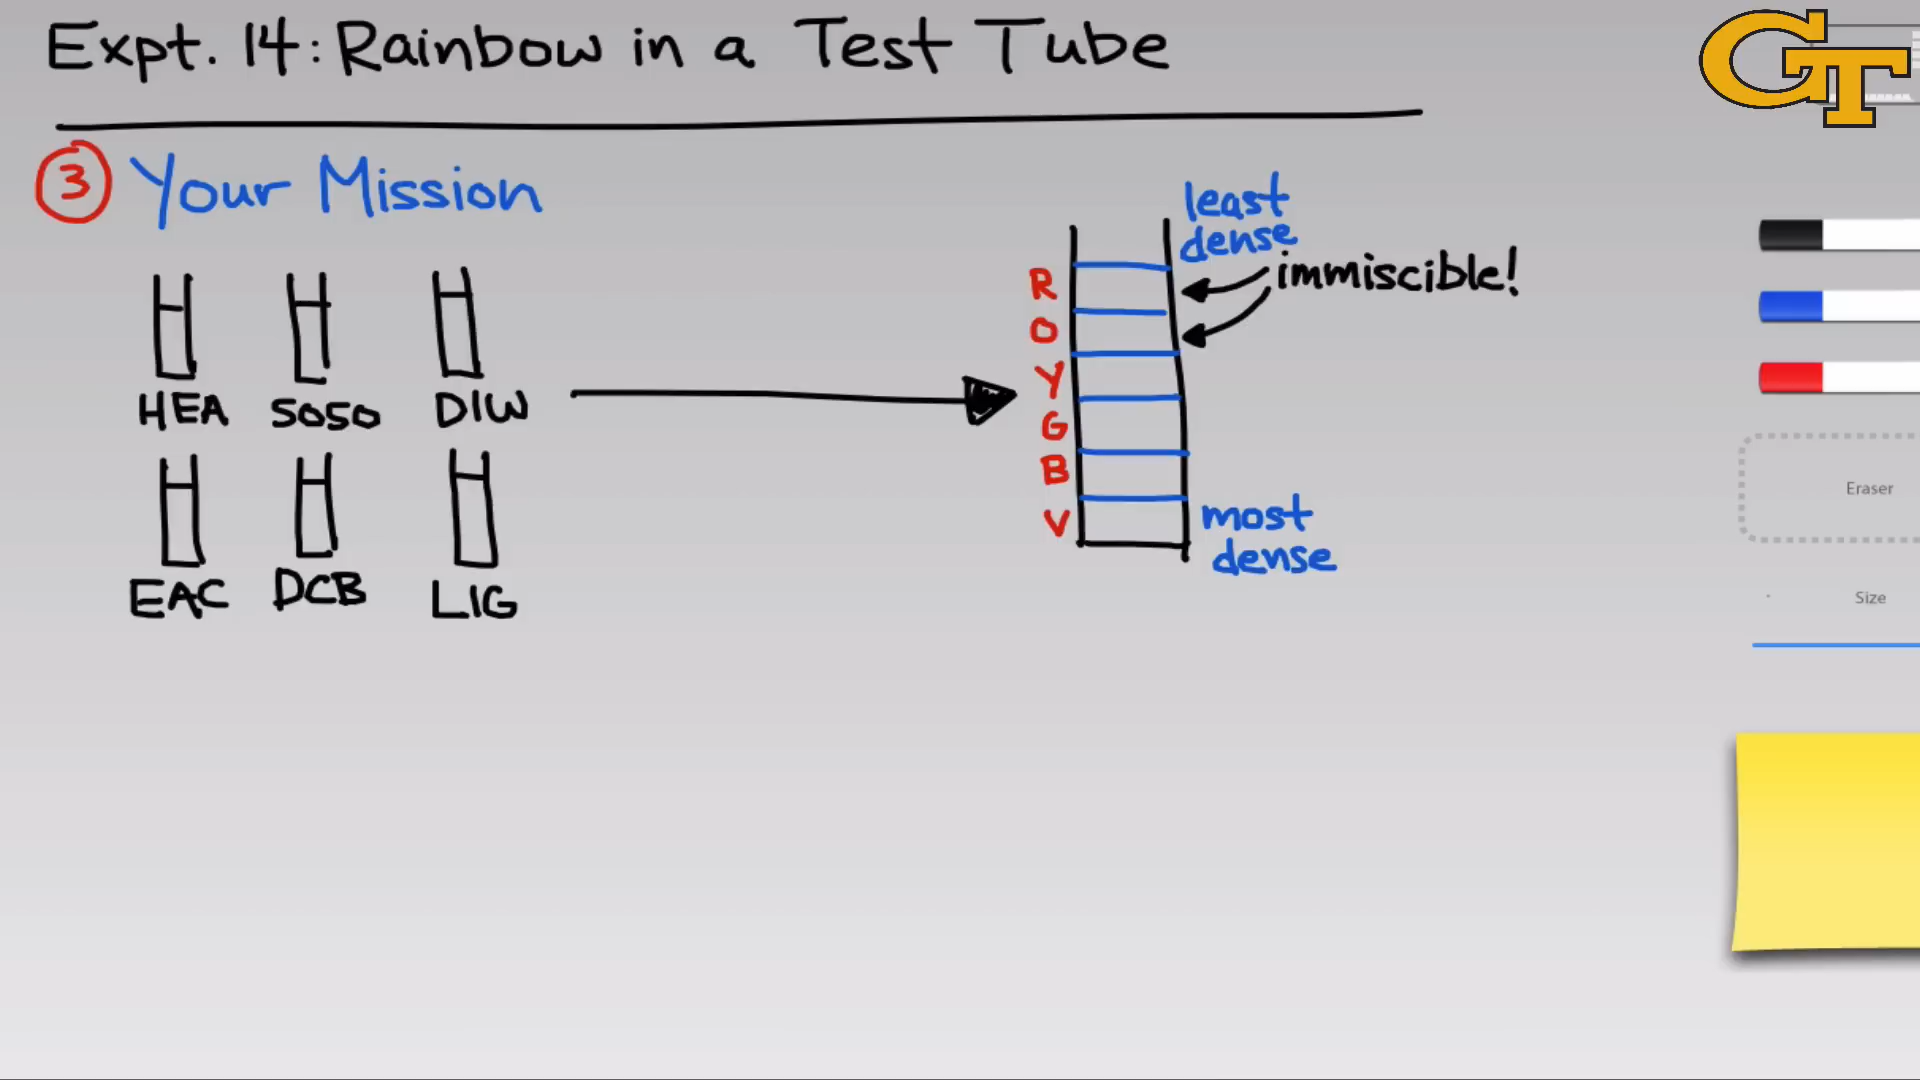 Expt. 14: Rainbow in a Test Tube
3 Your Mission
least
dense
immiscible!
R
O
Y
G
B
V
HEA 5050 DIW
EAC DCB LIG
most
dense
GT
Eraser
Size